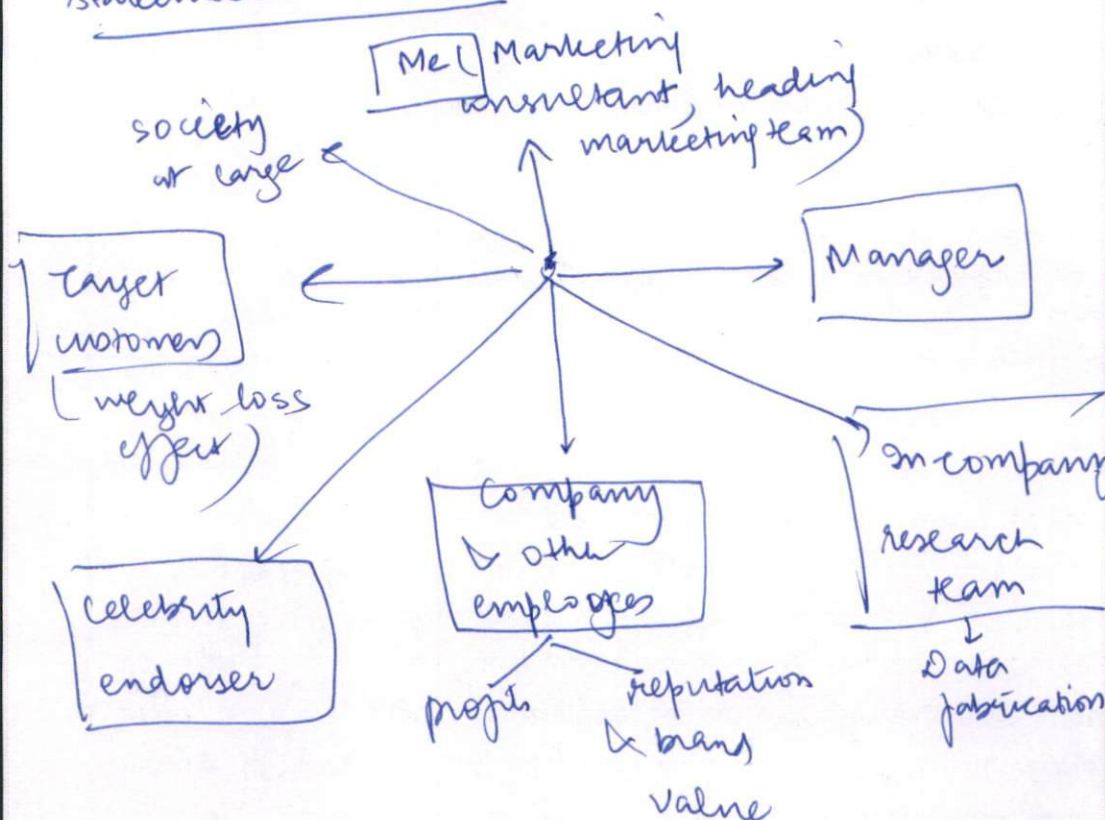 Me ( Marketing
consultant, heading
marketing team)
society
at large
Target
customers
( weight loss
effect )
Manager
In company
research
team
Data
fabrication
Company
& other
employees
profits
reputation
& brand
value
Celebrity
endorser